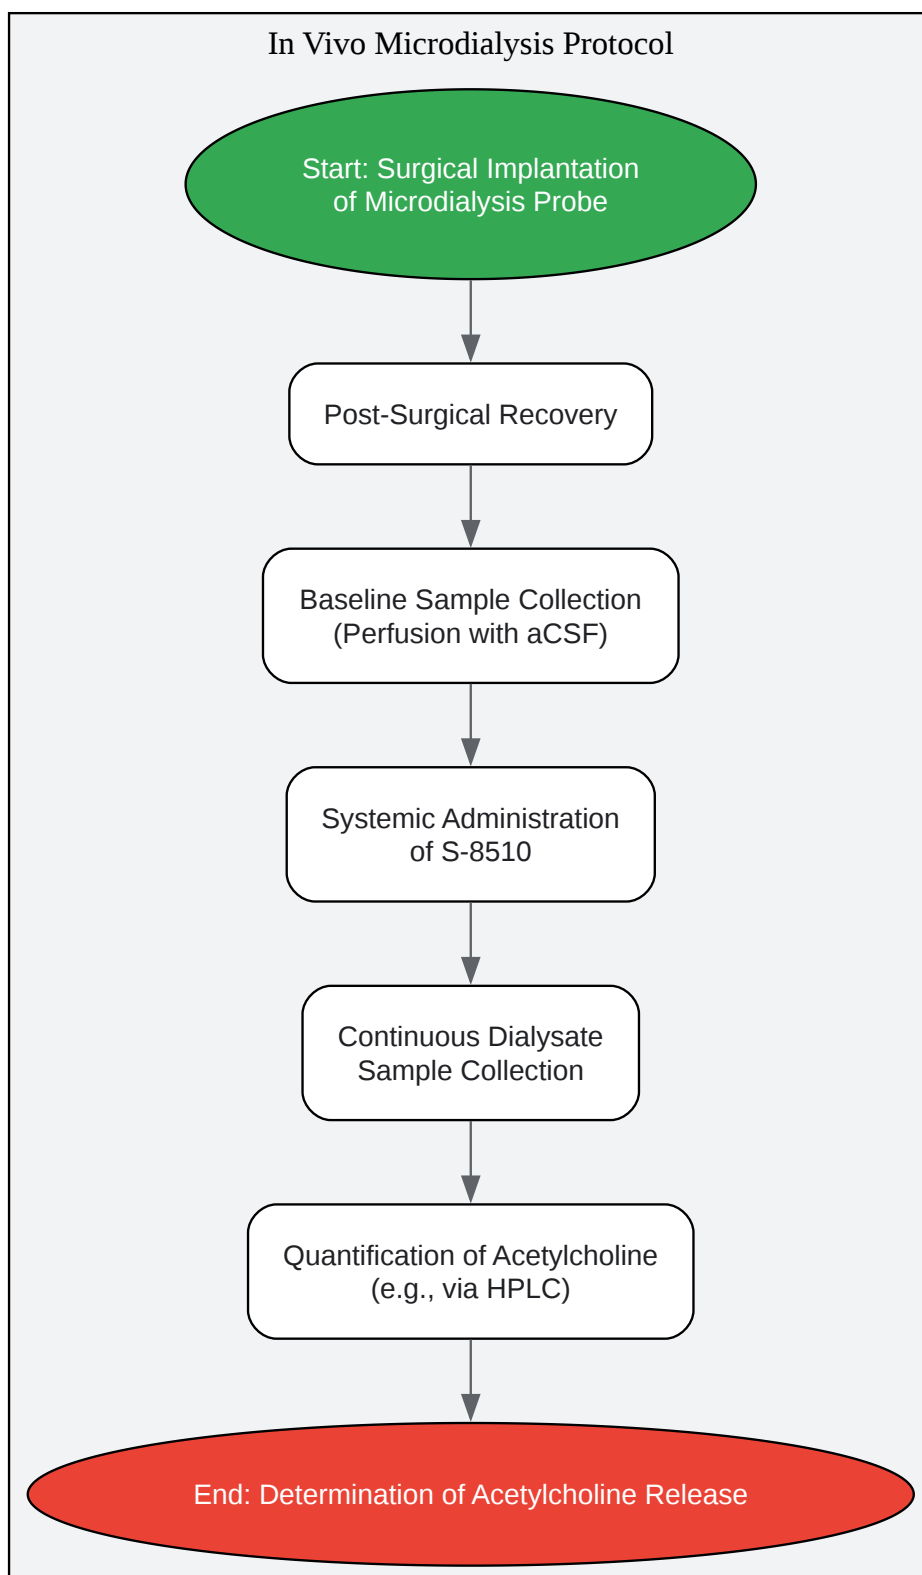 In Vivo Microdialysis Protocol
Start: Surgical Implantation
of Microdialysis Probe
Post-Surgical Recovery
Baseline Sample Collection
(Perfusion with aCSF)
Systemic Administration
of S-8510
Continuous Dialysate
Sample Collection
Quantification of Acetylcholine
(e.g., via HPLC)
End: Determination of Acetylcholine Release